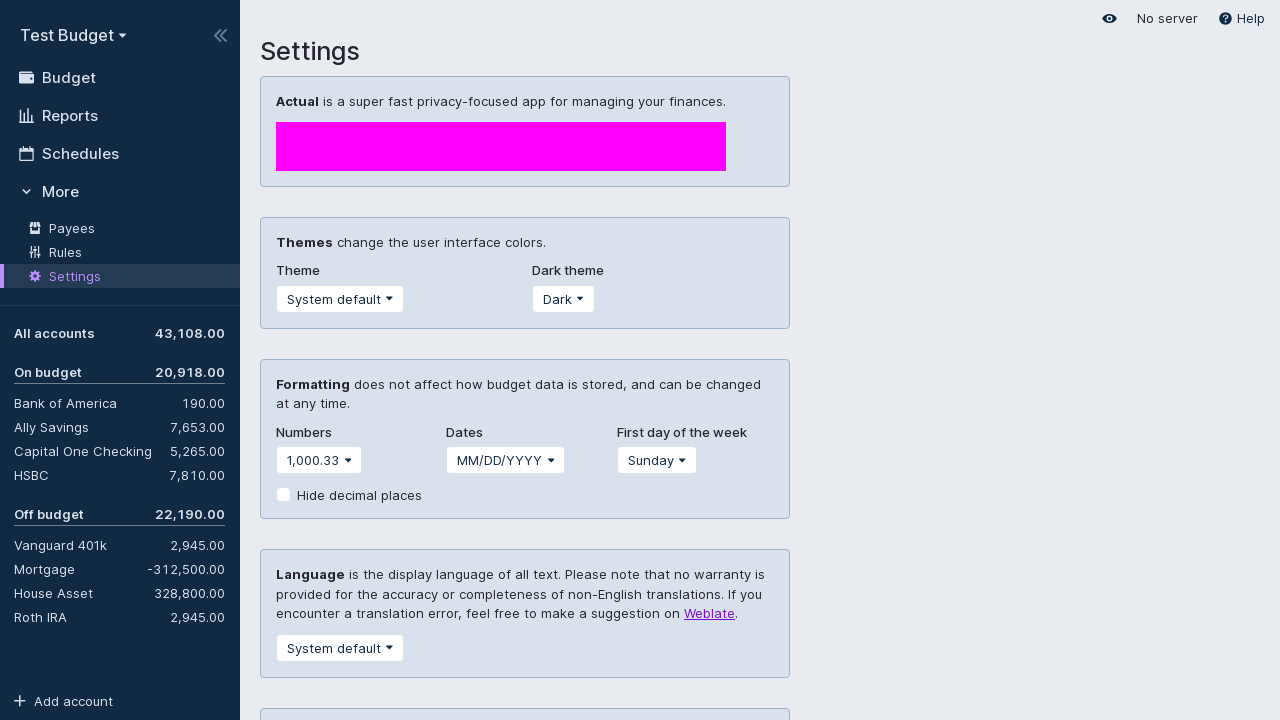 Test Budget
Budget
Reports
Schedules
More
Payees
Rules
Settings
All accounts 43,108.00
On budget 20,918.00
Bank of America 190.00
Ally Savings 7,653.00
Capital One Checking 5,265.00
HSBC 7,810.00
Off budget 22,190.00
Vanguard 401k 2,945.00
Mortgage -312,500.00
House Asset 328,800.00
Roth IRA 2,945.00
Add account
No server Help
Settings
Actual is a super fast privacy-focused app for managing your finances.
Themes change the user interface colors.
Theme Dark theme
System default Dark
Formatting does not affect how budget data is stored, and can be changed
at any time.
Numbers Dates First day of the week
1,000.33 MM/DD/YYYY Sunday
Hide decimal places
Language is the display language of all text. Please note that no warranty is
provided for the accuracy or completeness of non-English translations. If you
encounter a translation error, feel free to make a suggestion on Weblate.
System default